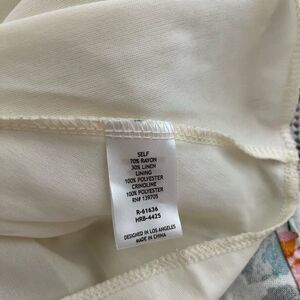 SELF
70% RAYON
30% LINEN
LINING
100% POLYESTER
CRINOLINE
100% POLYESTER
RN# 139705
R-61636
HRB-4425
DESIGNED IN LOS ANGELES
MADE IN CHINA